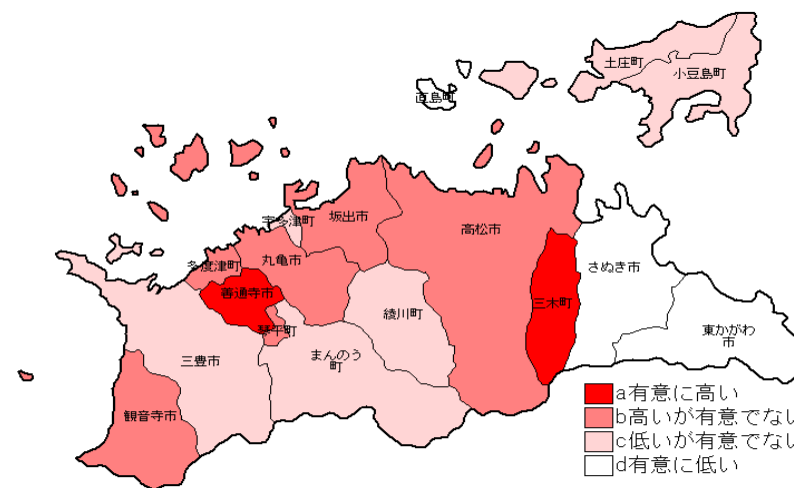 土庄町
小豆島町
直島町
宇多津町
坂出市
高松市
多度津町
丸亀市
さぬき市
善通寺市
三木町
綾川町
琴平町
東かがわ
市
まんのう
町
三豊市
観音寺市
a有意に高い
b高いが有意でない
c低いが有意でない
d有意に低い